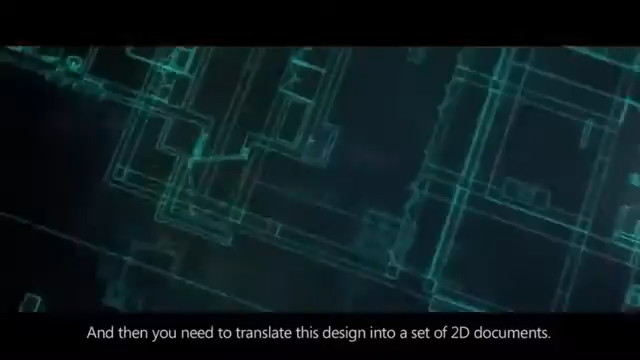 And then you need to translate this design into a set of 2D documents.